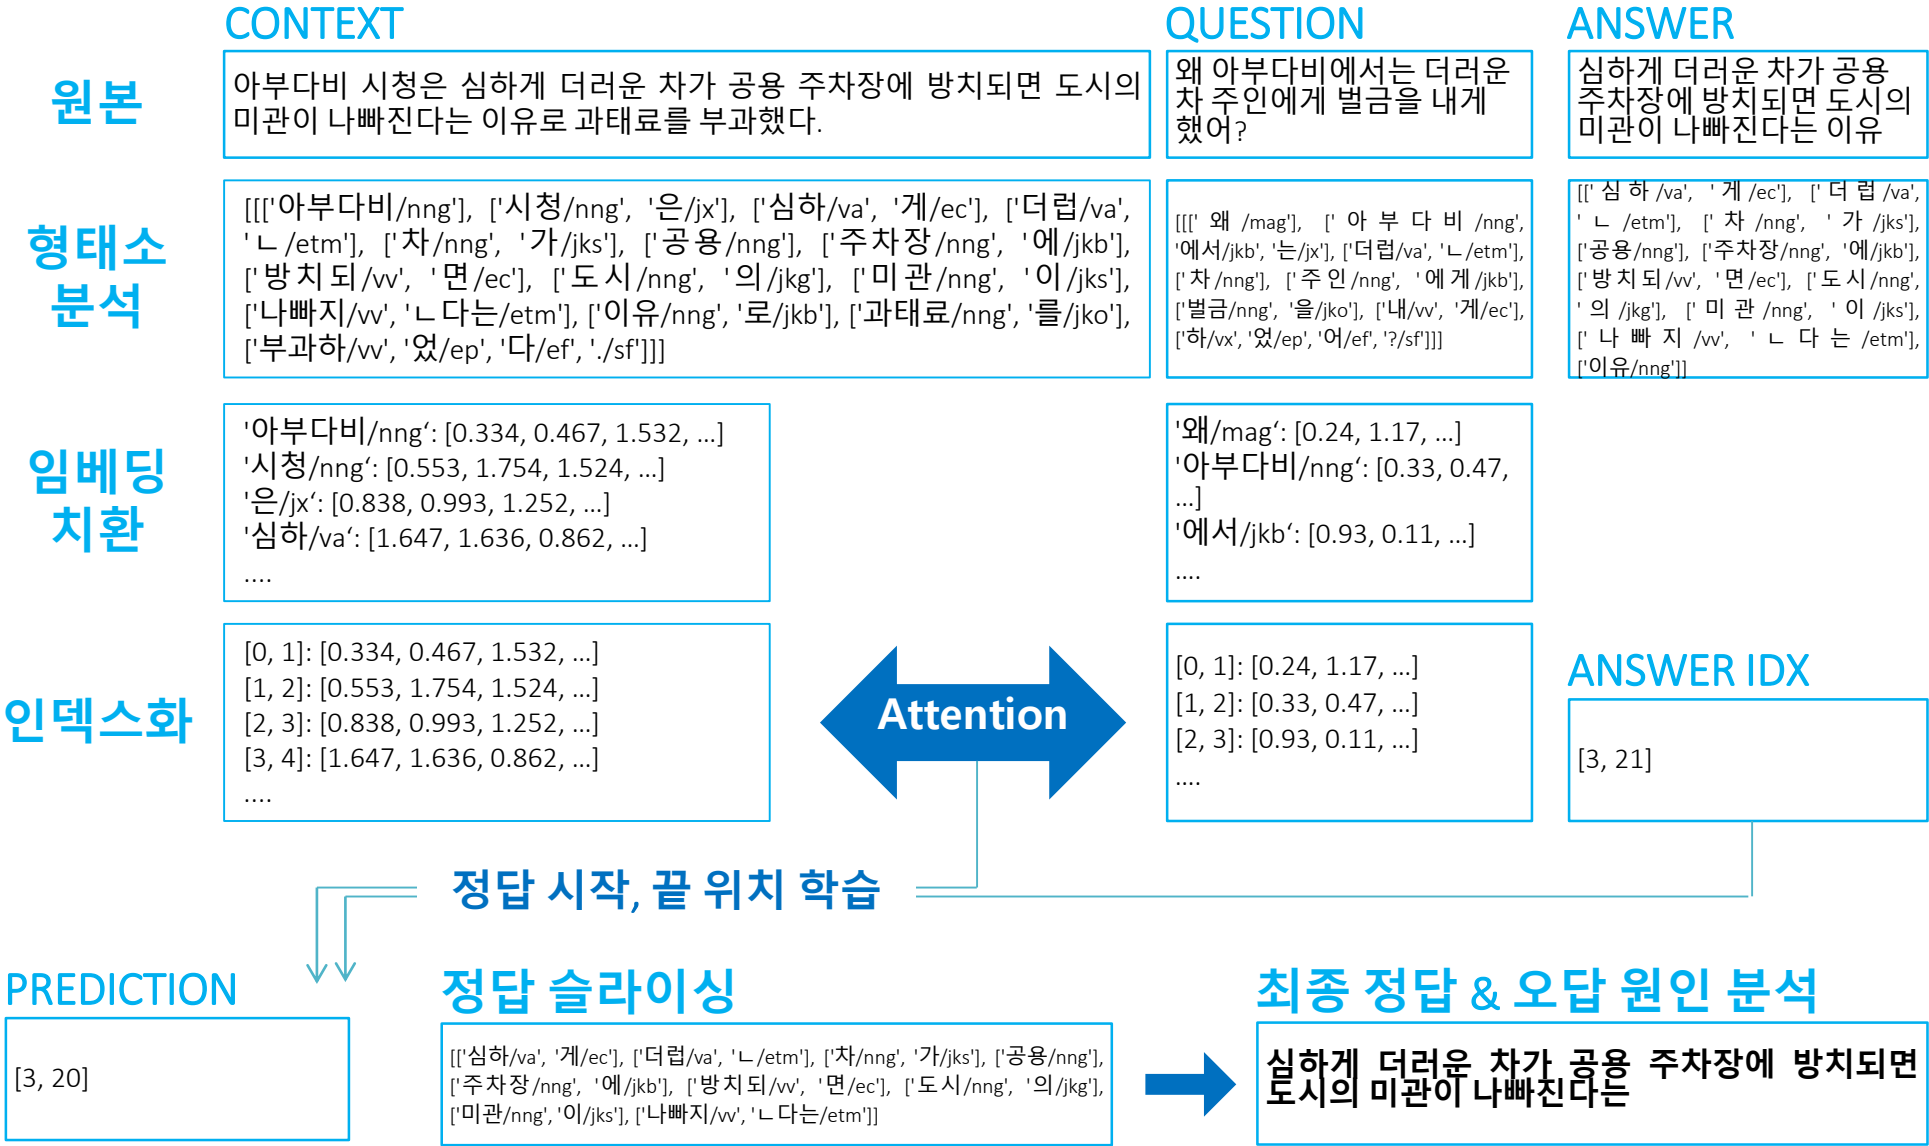 CONTEXT
QUESTION
ANSWER
원본
아부다비 시청은 심하게 더러운 차가 공용 주차장에 방치되면 도시의
미관이 나빠진다는 이유로 과태료를 부과했다.
왜 아부다비에서는 더러운
차 주인에게 벌금을 내게
했어?
심하게 더러운 차가 공용
주차장에 방치되면 도시의
미관이 나빠진다는 이유
형태소
분석
[[['아부다비/nng'], ['시청/nng', '은/jx'], ['심하/va', '게/ec'], ['더럽/va',
'ㄴ/etm'], ['차/nng', '가/jks'], ['공용/nng'], ['주차장/nng', '에/jkb'],
['방치되/vv', '면/ec'], ['도시/nng', '의/jkg'], ['미관/nng', '이/jks'],
['나빠지/vv', 'ㄴ다는/etm'], ['이유/nng', '로/jkb'], ['과태료/nng', '를/jko'],
['부과하/vv', '었/ep', '다/ef', './sf']]]
[[['왜/mag'], ['아부다비/nng',
'에서/jkb', '는/jx'], ['더럽/va', 'ㄴ/etm'],
['차/nng'], ['주인/nng', '에게/jkb'],
['벌금/nng', '을/jko'], ['내/vv', '게/ec'],
['하/vx', '었/ep', '어/ef', '?/sf']]]
[['심하/va', '게/ec'], ['더럽/va',
'ㄴ/etm'], ['차/nng', '가/jks'],
['공용/nng'], ['주차장/nng', '에/jkb'],
['방치되/vv', '면/ec'], ['도시/nng',
'의/jkg'], ['미관/nng', '이/jks'],
['나빠지/vv', 'ㄴ다는/etm'],
['이유/nng']]
임베딩
치환
'아부다비/nng‘: [0.334, 0.467, 1.532, …]
'시청/nng‘: [0.553, 1.754, 1.524, …]
'은/jx‘: [0.838, 0.993, 1.252, …]
'심하/va‘: [1.647, 1.636, 0.862, …]
....
'왜/mag‘: [0.24, 1.17, …]
'아부다비/nng‘: [0.33, 0.47,
…]
'에서/jkb‘: [0.93, 0.11, …]
....
인덱스화
[0, 1]: [0.334, 0.467, 1.532, …]
[1, 2]: [0.553, 1.754, 1.524, …]
[2, 3]: [0.838, 0.993, 1.252, …]
[3, 4]: [1.647, 1.636, 0.862, …]
....
Attention
[0, 1]: [0.24, 1.17, …]
[1, 2]: [0.33, 0.47, …]
[2, 3]: [0.93, 0.11, …]
....
ANSWER IDX
[3, 21]
정답 시작, 끝 위치 학습
PREDICTION
[3, 20]
정답 슬라이싱
[['심하/va', '게/ec'], ['더럽/va', 'ㄴ/etm'], ['차/nng', '가/jks'], ['공용/nng'],
['주차장/nng', '에/jkb'], ['방치되/vv', '면/ec'], ['도시/nng', '의/jkg'],
['미관/nng', '이/jks'], ['나빠지/vv', 'ㄴ다는/etm']]
최종 정답 & 오답 원인 분석
심하게 더러운 차가 공용 주차장에 방치되면
도시의 미관이 나빠진다는